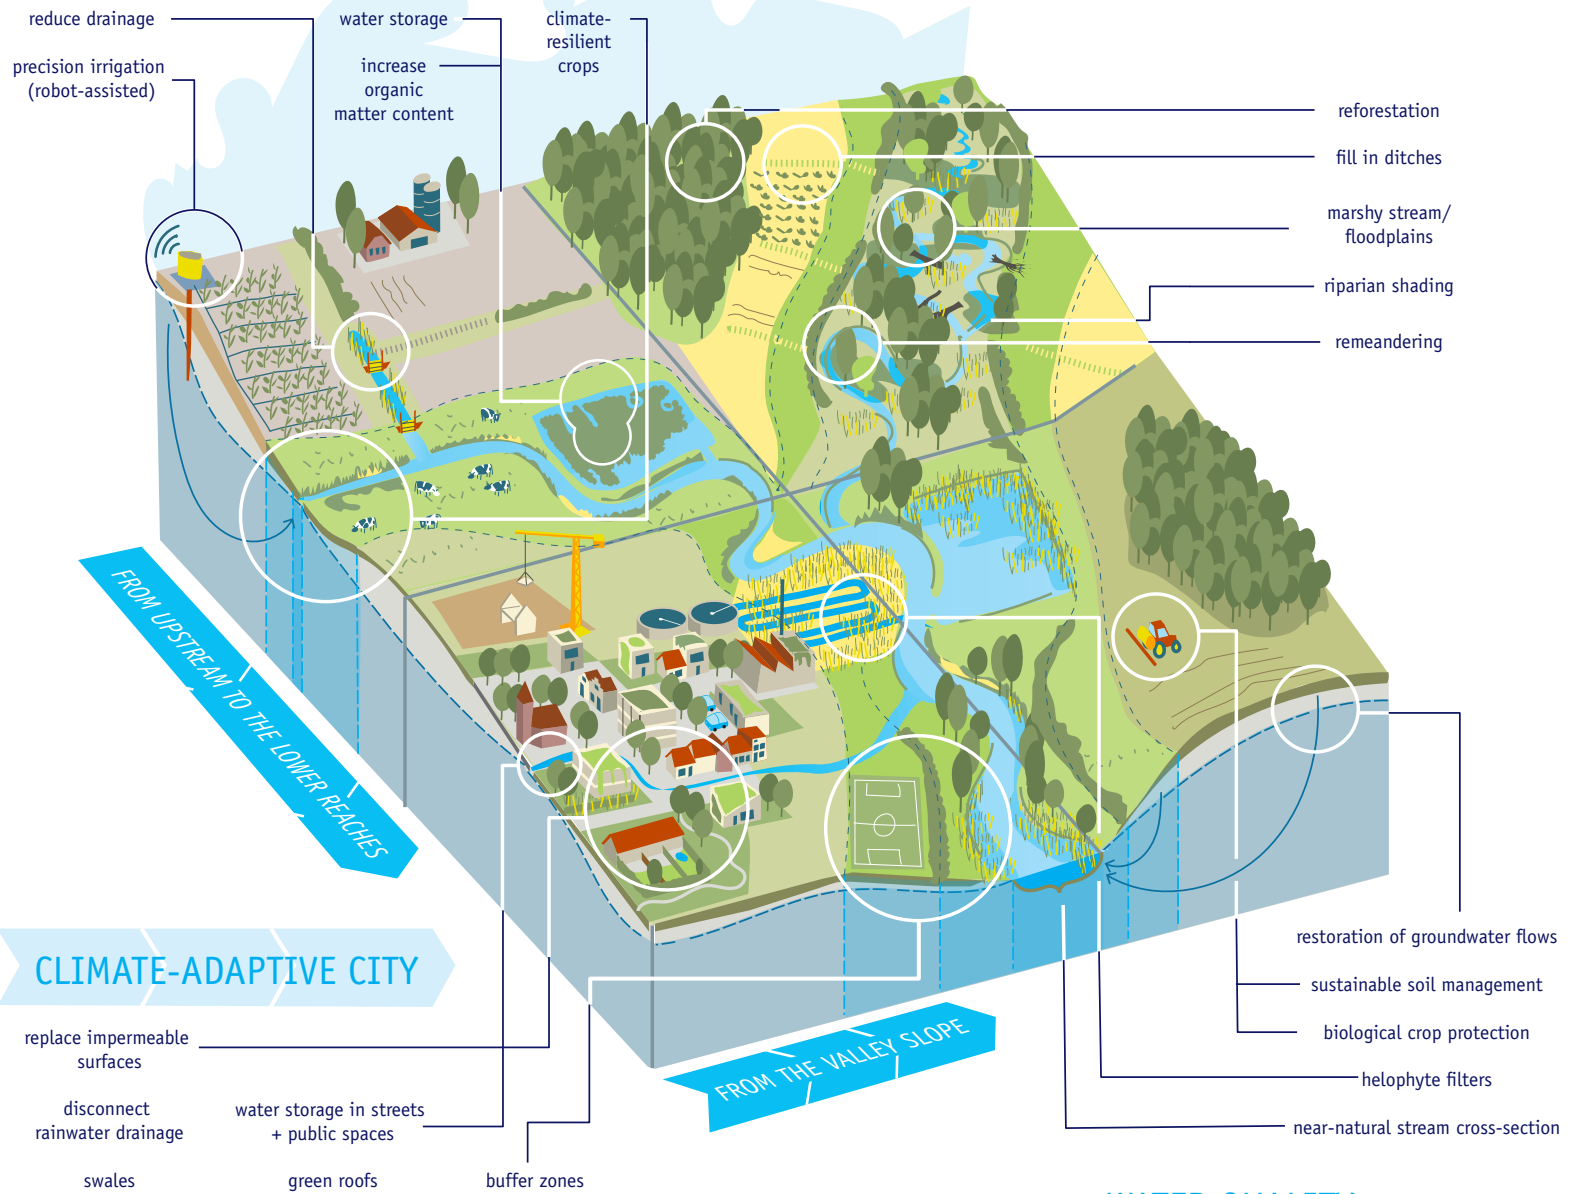 reduce drainage
precision irrigation
(robot-assisted)
water storage
increase
organic
matter content
climate-
resilient
crops
reforestation
fill in ditches
marshy stream/
floodplains
riparian shading
remeandering
FROM UPSTREAM TO THE LOWER REACHES
CLIMATE-ADAPTIVE CITY
replace impermeable
surfaces
disconnect
rainwater drainage
swales
water storage in streets
+ public spaces
green roofs
buffer zones
FROM THE VALLEY SLOPE
restoration of groundwater flows
sustainable soil management
biological crop protection
helophyte filters
near-natural stream cross-section
WATER QUALITY